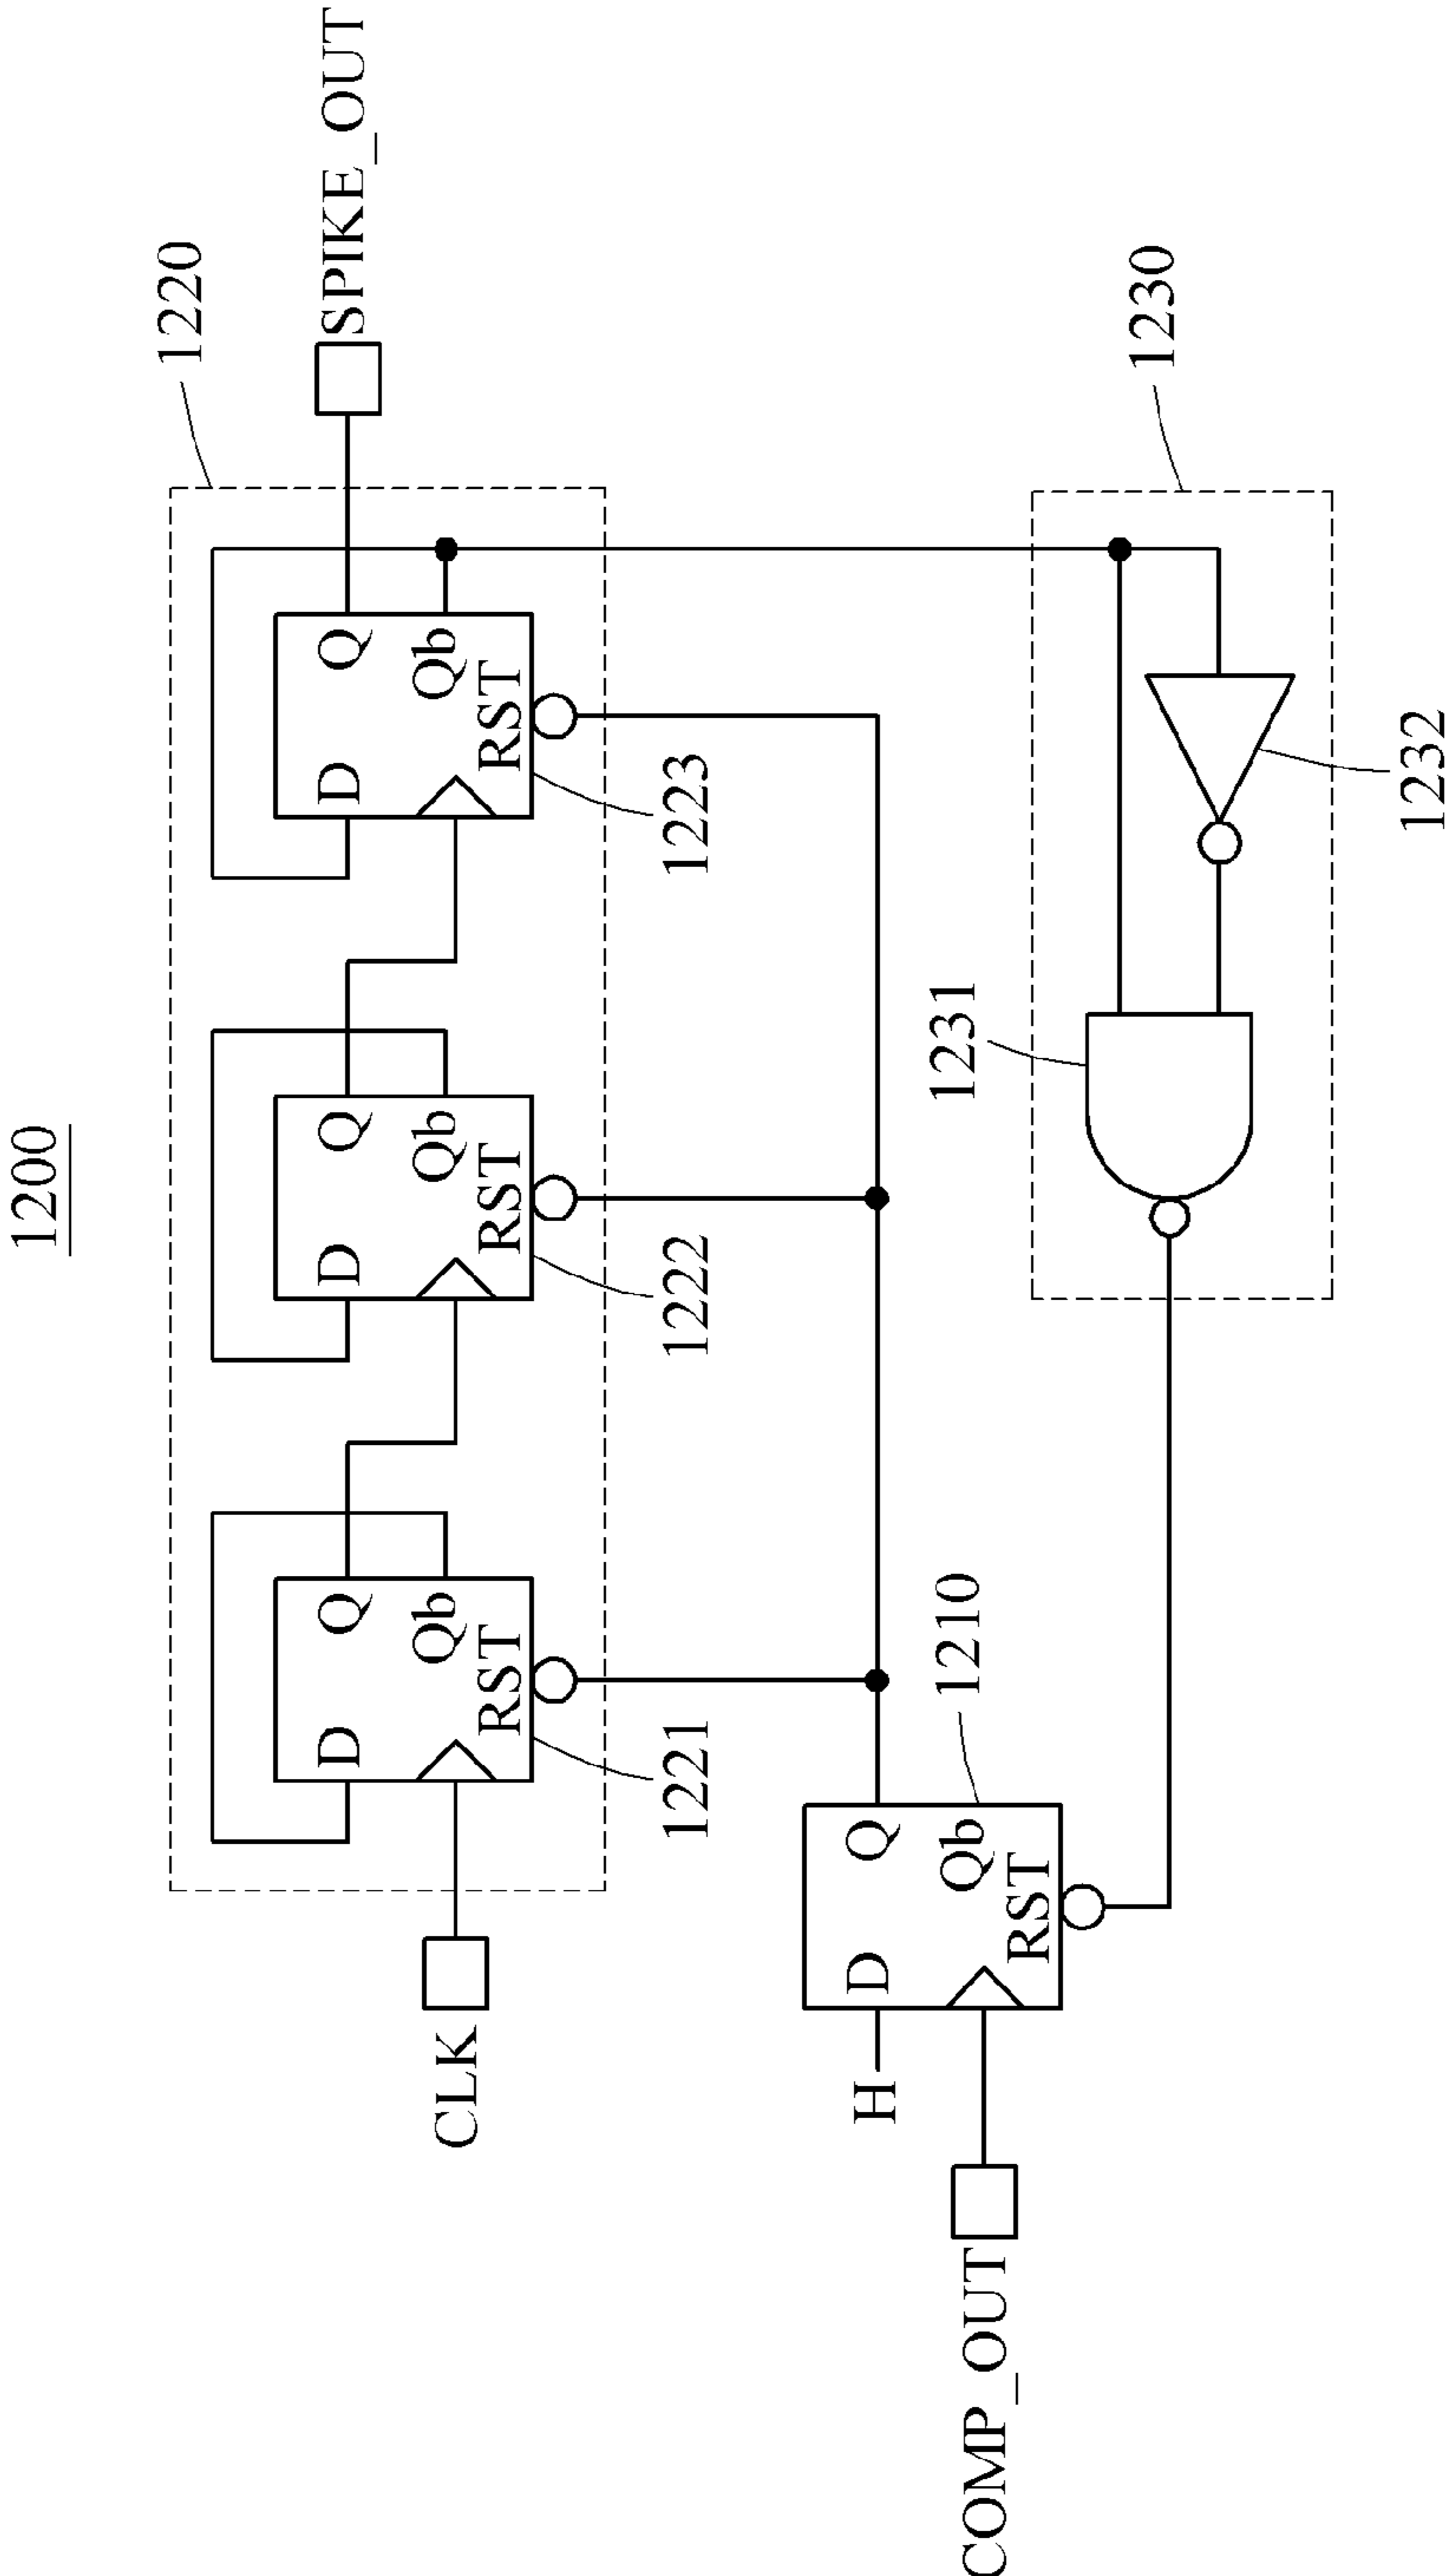 1200
1220
SPIKE_OUT
D
Q
Qb
RST
1221
D
Q
Qb
RST
1222
D
Q
Qb
RST
1223
CLK
H
D
Q
Qb
RST
1210
COMP_OUT
1231
1230
1232